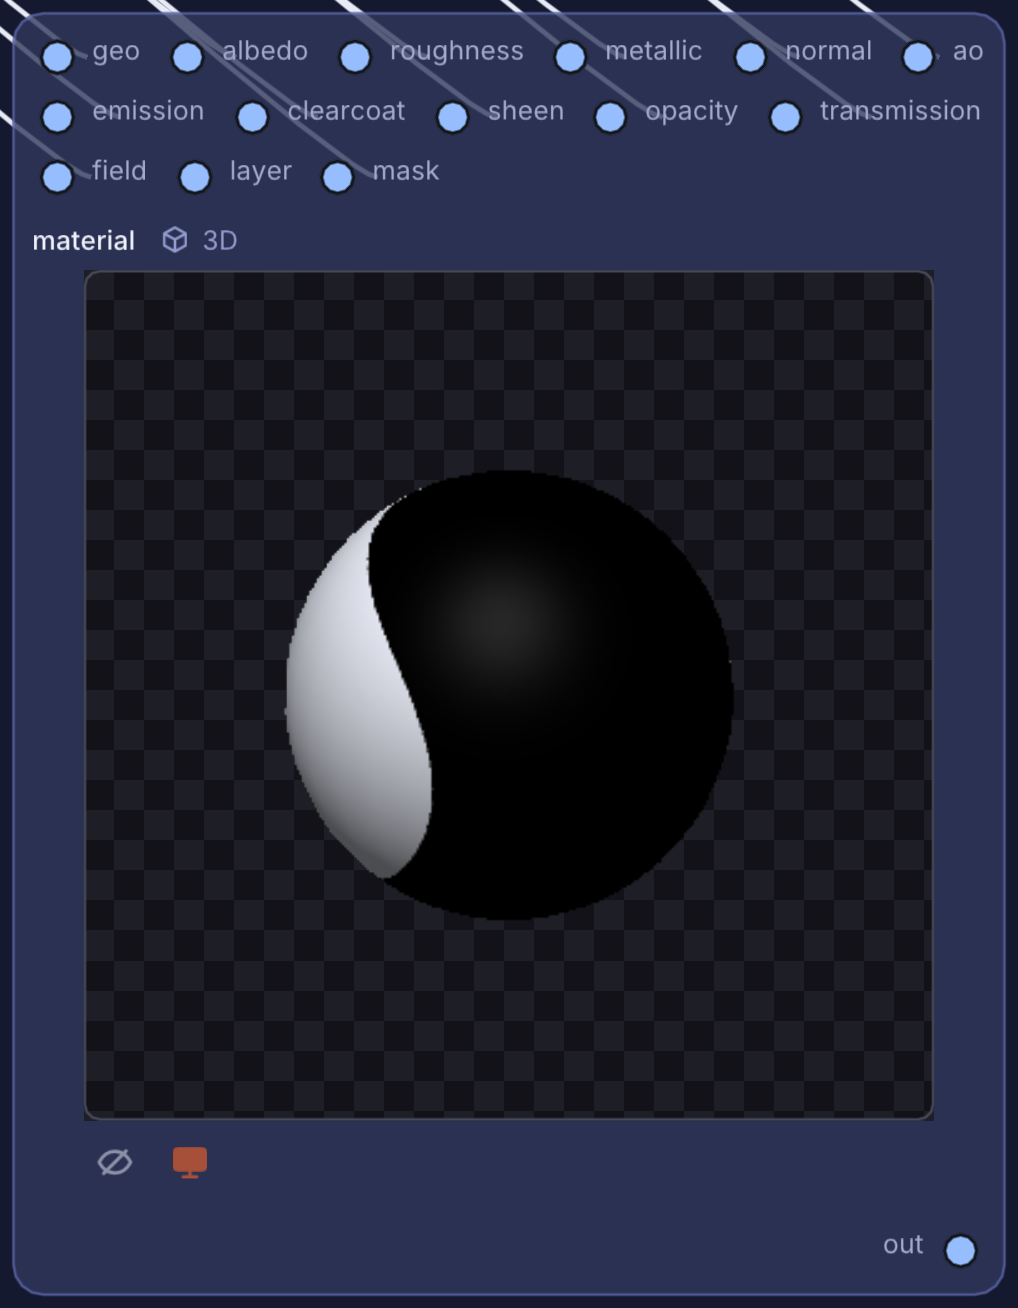 geo albedo roughness metallic normal ao
emission clearcoat sheen opacity transmission
field layer mask
material 3D
out